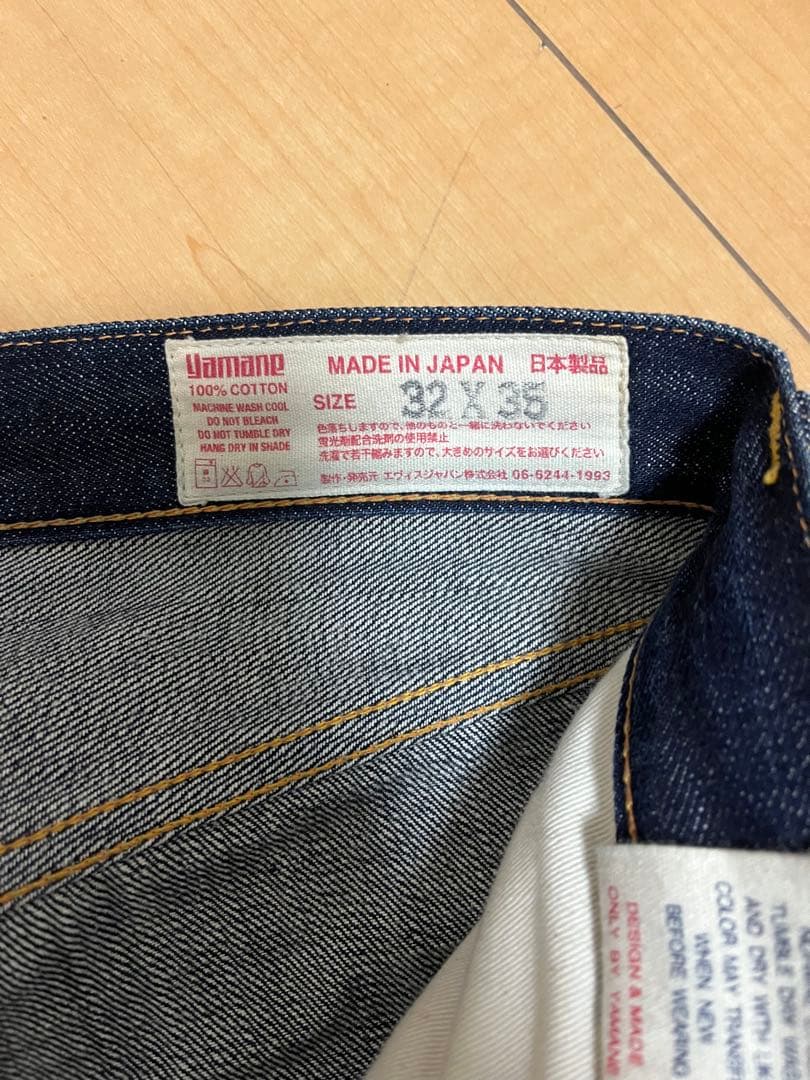 Yamane
100% COTTON
MACHINE WASH COOL
DO NOT BLEACH
DO NOT TUMBLE DRY
HANG DRY IN SHADE
MADE IN JAPAN 日本製品
SIZE 32 X 35
色落ちしますので、他のものと一緒に洗わないでください
蛍光剤配合洗剤の使用禁止
洗濯で若干縮みますので、大きめのサイズをお選びください
製作・発売元 エヴィスジャパン株式会社 06-6244-1993
TUMBLE DRY
AND DRY WITH
COLOR MAY
WHEN NEW
BEFORE WEARING
DESIGN & MADE
ONLY BY YAMANE